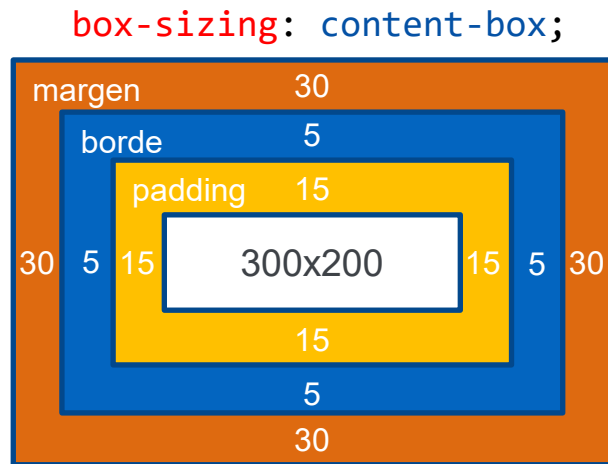 box-sizing: content-box;
margen 30
borde 5
padding 15
30 5 15 300x200 15 5 30
15
5
30